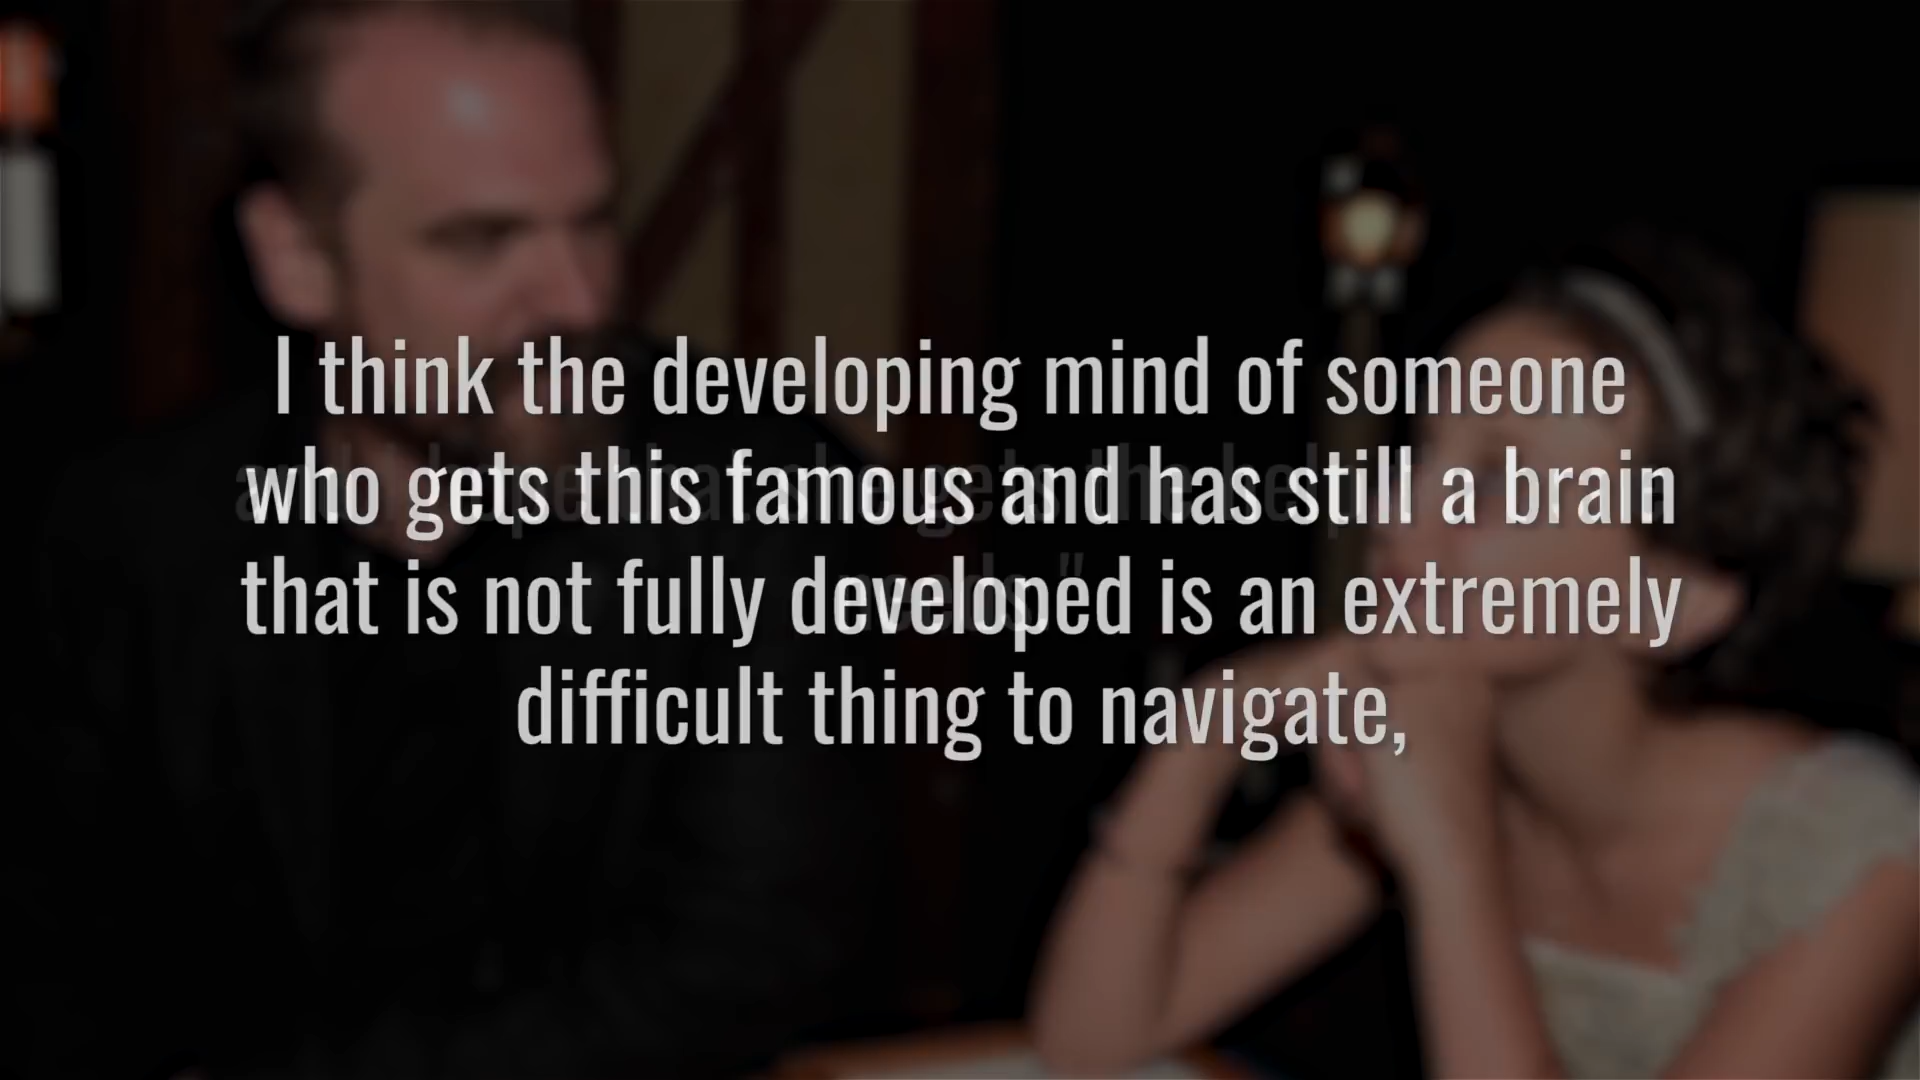 I think the developing mind of someone
who gets this famous and has still a brain
that is not fully developed is an extremely
difficult thing to navigate,
needs."